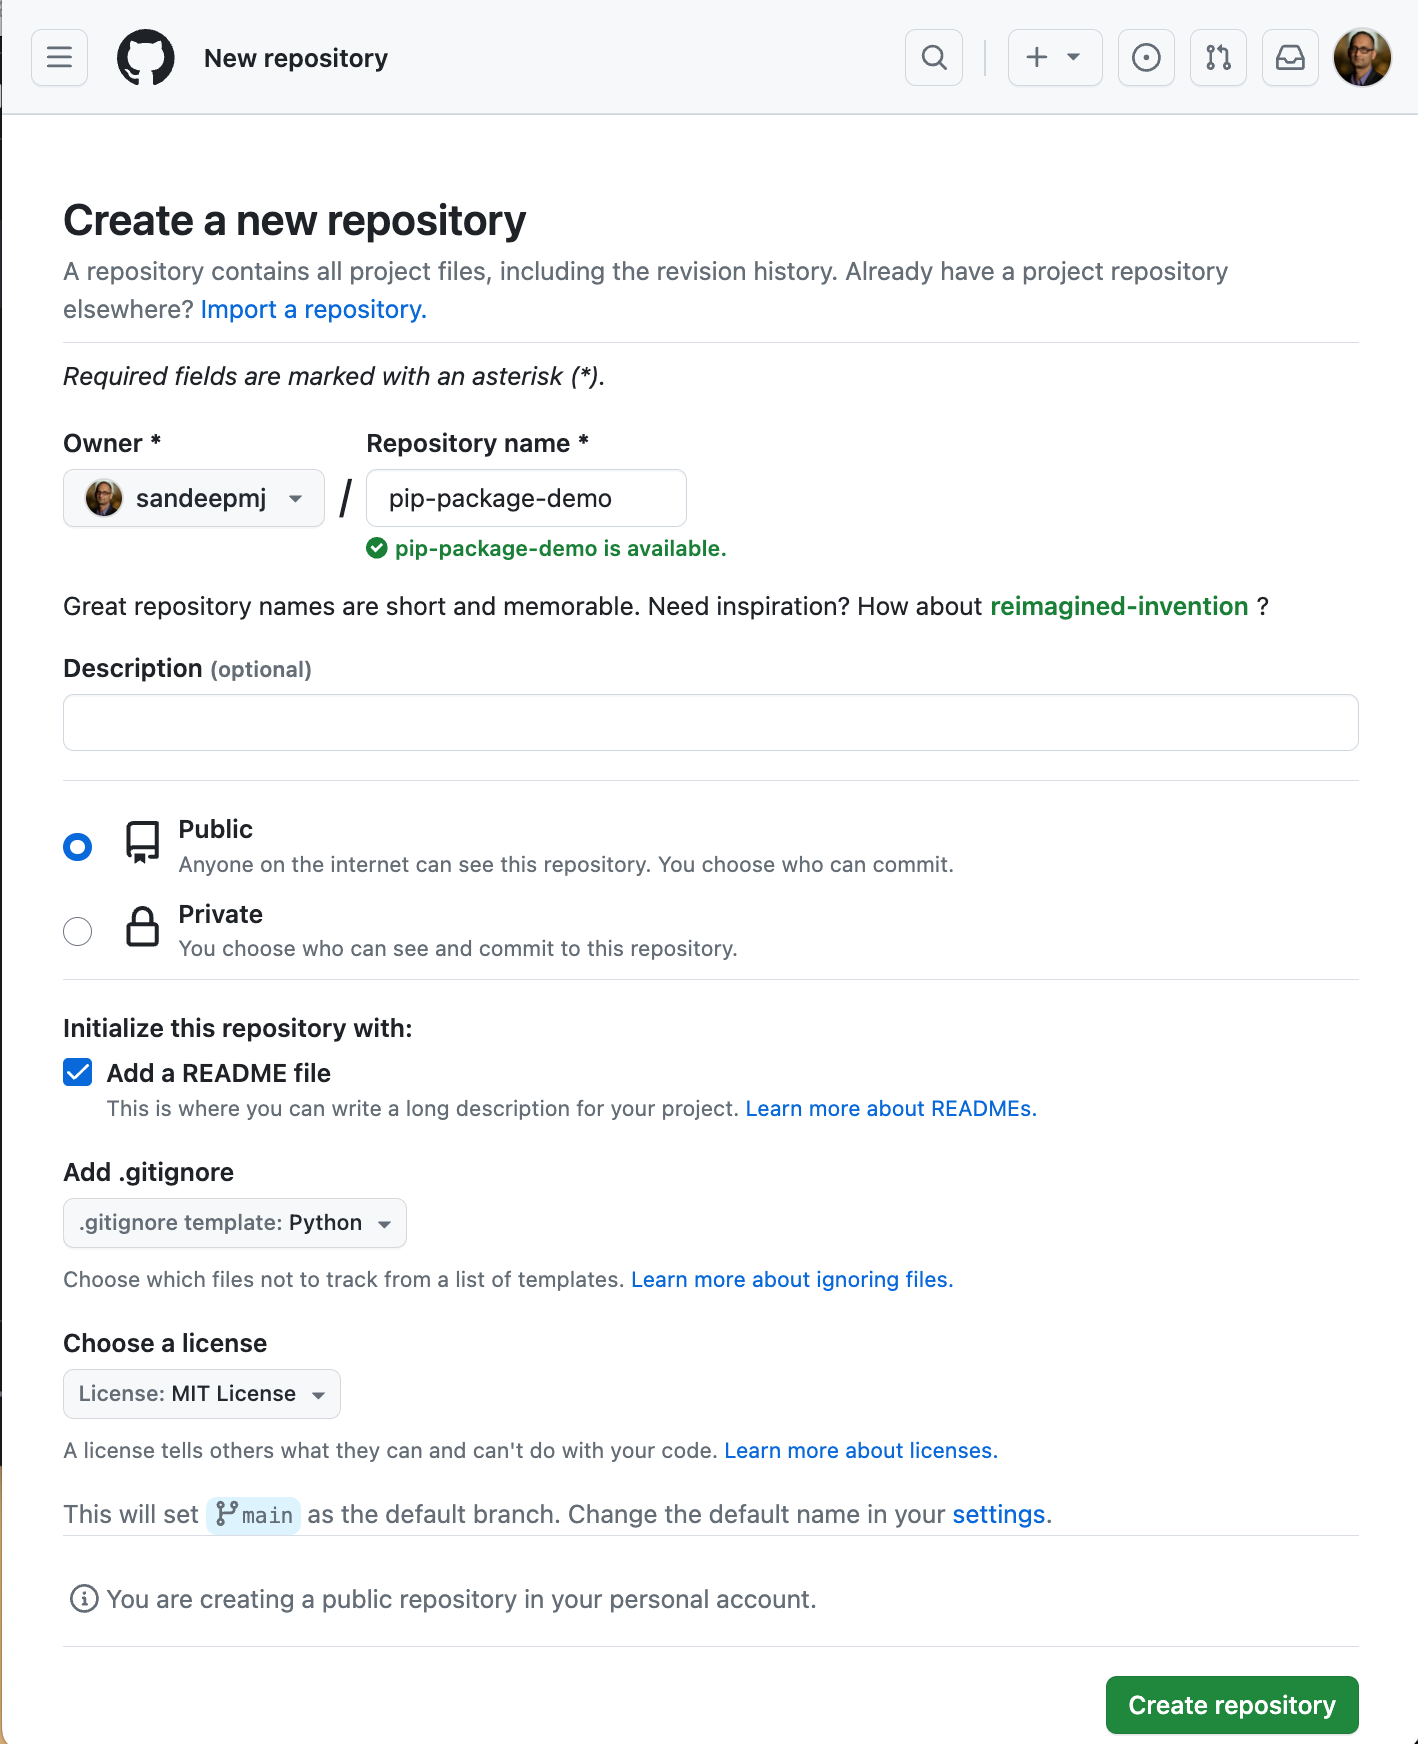 New repository
Create a new repository
A repository contains all project files, including the revision history. Already have a project repository
elsewhere? Import a repository.
Required fields are marked with an asterisk (*).
Owner * Repository name *
sandeepmj / pip-package-demo
pip-package-demo is available.
Great repository names are short and memorable. Need inspiration? How about reimagined-invention ?
Description (optional)
Public
Anyone on the internet can see this repository. You choose who can commit.
Private
You choose who can see and commit to this repository.
Initialize this repository with:
Add a README file
This is where you can write a long description for your project. Learn more about READMEs.
Add .gitignore
.gitignore template: Python
Choose which files not to track from a list of templates. Learn more about ignoring files.
Choose a license
License: MIT License
A license tells others what they can and can't do with your code. Learn more about licenses.
This will set main as the default branch. Change the default name in your settings.
You are creating a public repository in your personal account.
Create repository